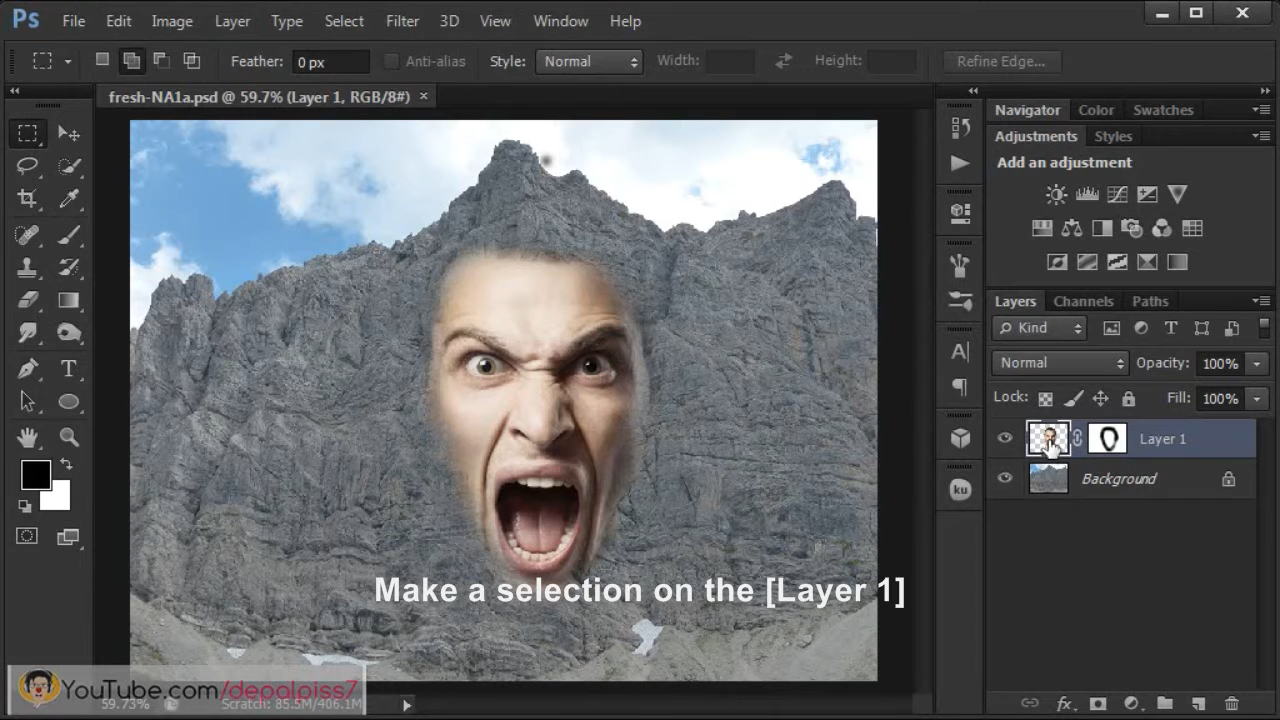 Ps File Edit Image Layer Type Select Filter 3D View Window Help
Feather: 0 px Anti-alias Style: Normal Width: Height: Refine Edge...
fresh-NA1a.psd @ 59.7% (Layer 1, RGB/8#) ×
Navigator Color Swatches
Adjustments Styles
Add an adjustment
Layers Channels Paths
Kind
Normal Opacity: 100%
Lock: Fill: 100%
Layer 1
Background
ku
Make a selection on the [Layer 1]
YouTube.com/depalpiss7
59.73% Scratch: 85.5M/406.1M